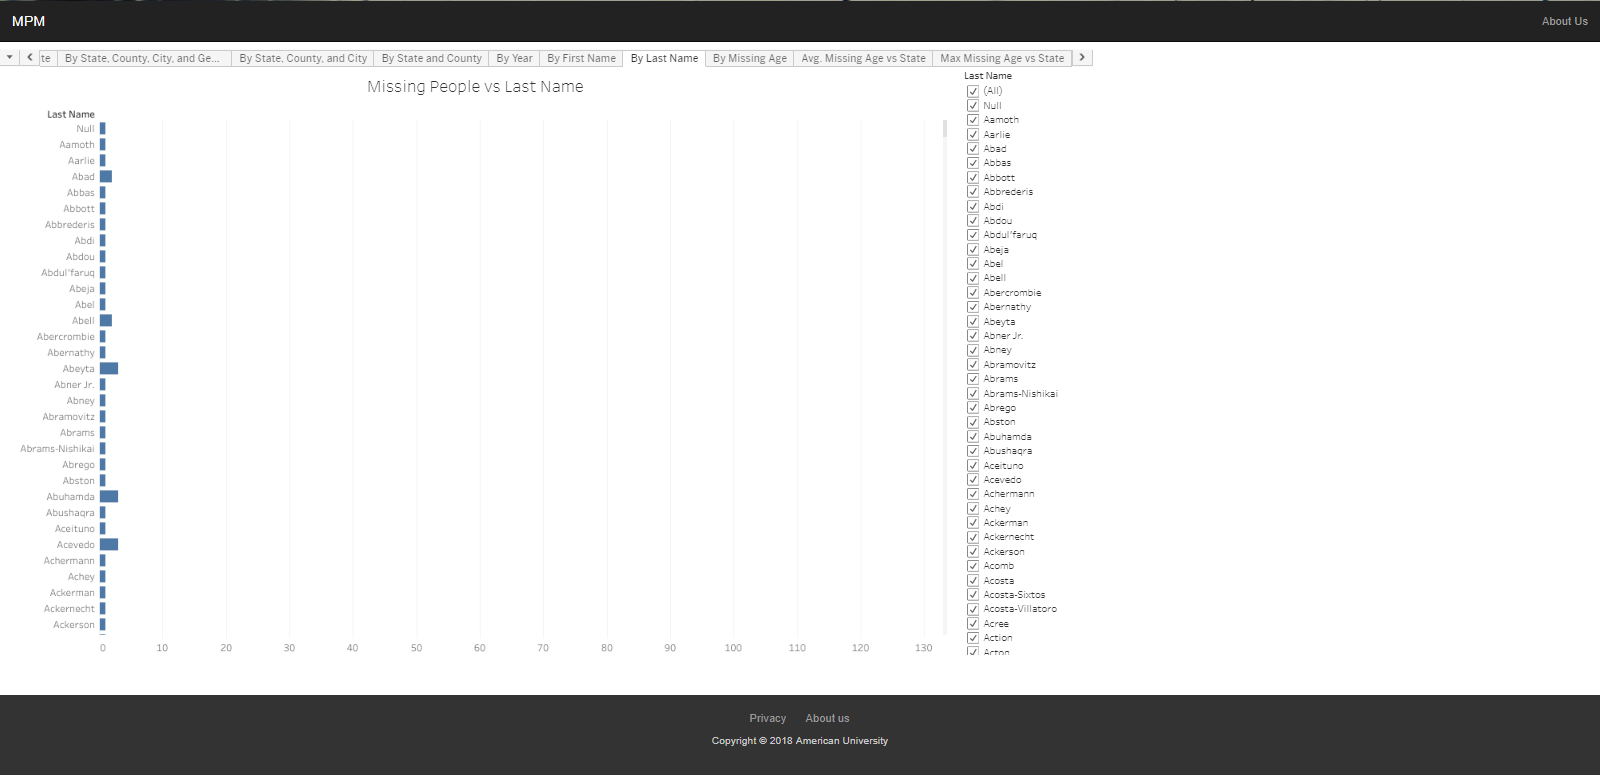 MPM
About Us
te
By State, County, City, and Ge...
By State, County, and City
By State and County
By Year
By First Name
By Last Name
By Missing Age
Avg. Missing Age vs State
Max Missing Age vs State
Missing People vs Last Name
Last Name
Null
Aamoth
Aarlie
Abad
Abbas
Abbott
Abbrederis
Abdi
Abdou
Abdul'faruq
Abeja
Abel
Abell
Abercrombie
Abernathy
Abeyta
Abner Jr.
Abney
Abramovitz
Abrams
Abrams-Nishikai
Abrego
Abston
Abuhamda
Abushaqra
Aceituno
Acevedo
Achermann
Achey
Ackerman
Ackernecht
Ackerson
0 10 20 30 40 50 60 70 80 90 100 110 120 130
Last Name
(All)
Null
Aamoth
Aarlie
Abad
Abbas
Abbott
Abbrederis
Abdi
Abdou
Abdul'faruq
Abeja
Abel
Abell
Abercrombie
Abernathy
Abeyta
Abner Jr.
Abney
Abramovitz
Abrams
Abrams-Nishikai
Abrego
Abston
Abuhamda
Abushaqra
Aceituno
Acevedo
Achermann
Achey
Ackerman
Ackernecht
Ackerson
Acomb
Acosta
Acosta-Sixtos
Acosta-Villatoro
Acree
Action
Acton
Privacy About us
Copyright © 2018 American University